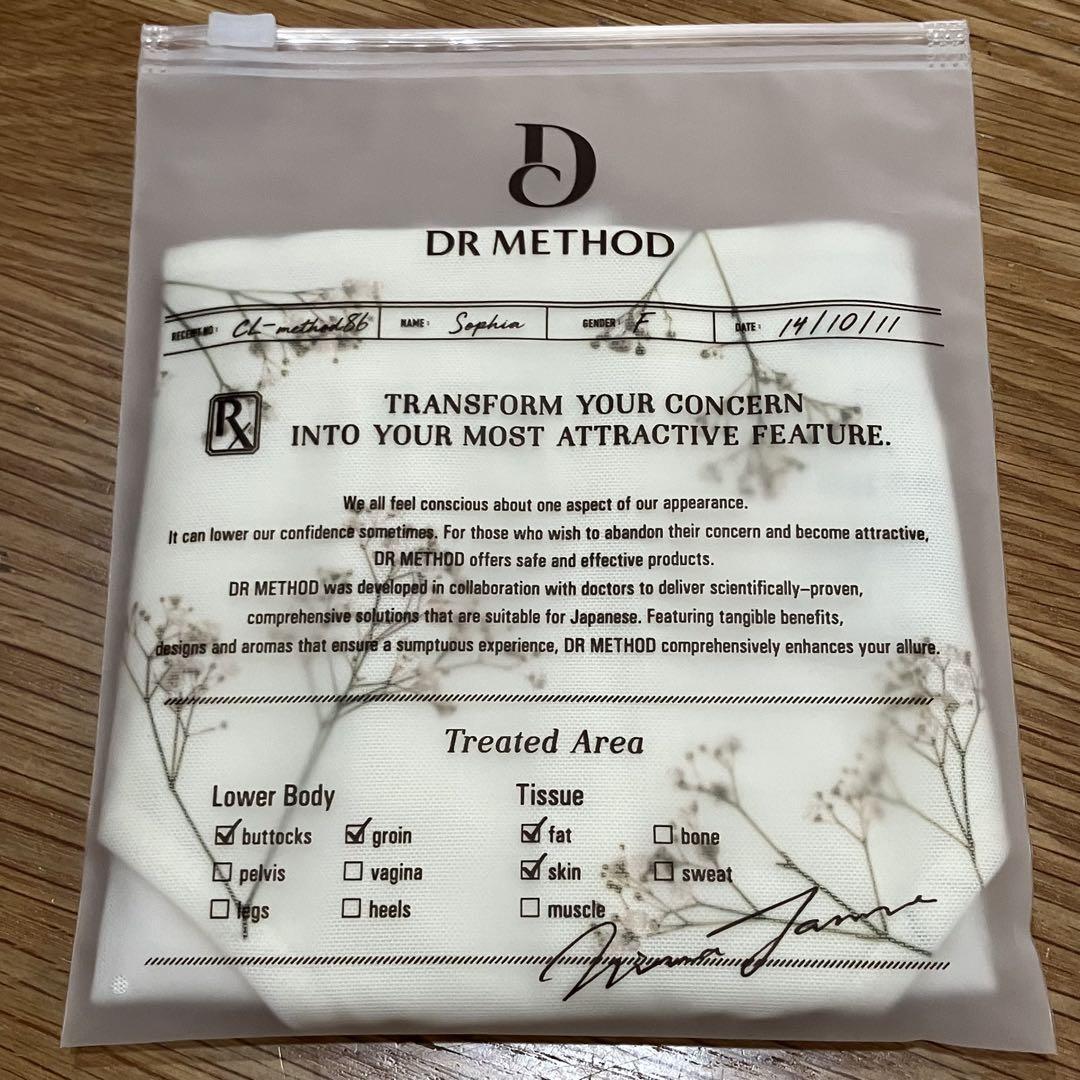 DC
DR METHOD
RECEIPT NO: CL-method86 NAME: Sophia GENDER: F DATE: 14/10/11
Rx TRANSFORM YOUR CONCERN
INTO YOUR MOST ATTRACTIVE FEATURE.
We all feel conscious about one aspect of our appearance.
It can lower our confidence sometimes. For those who wish to abandon their concern and become attractive,
DR METHOD offers safe and effective products.
DR METHOD was developed in collaboration with doctors to deliver scientifically-proven,
comprehensive solutions that are suitable for Japanese. Featuring tangible benefits,
designs and aromas that ensure a sumptuous experience, DR METHOD comprehensively enhances your allure.
Treated Area
Lower Body Tissue
buttocks groin fat bone
pelvis vagina skin sweat
legs heels muscle